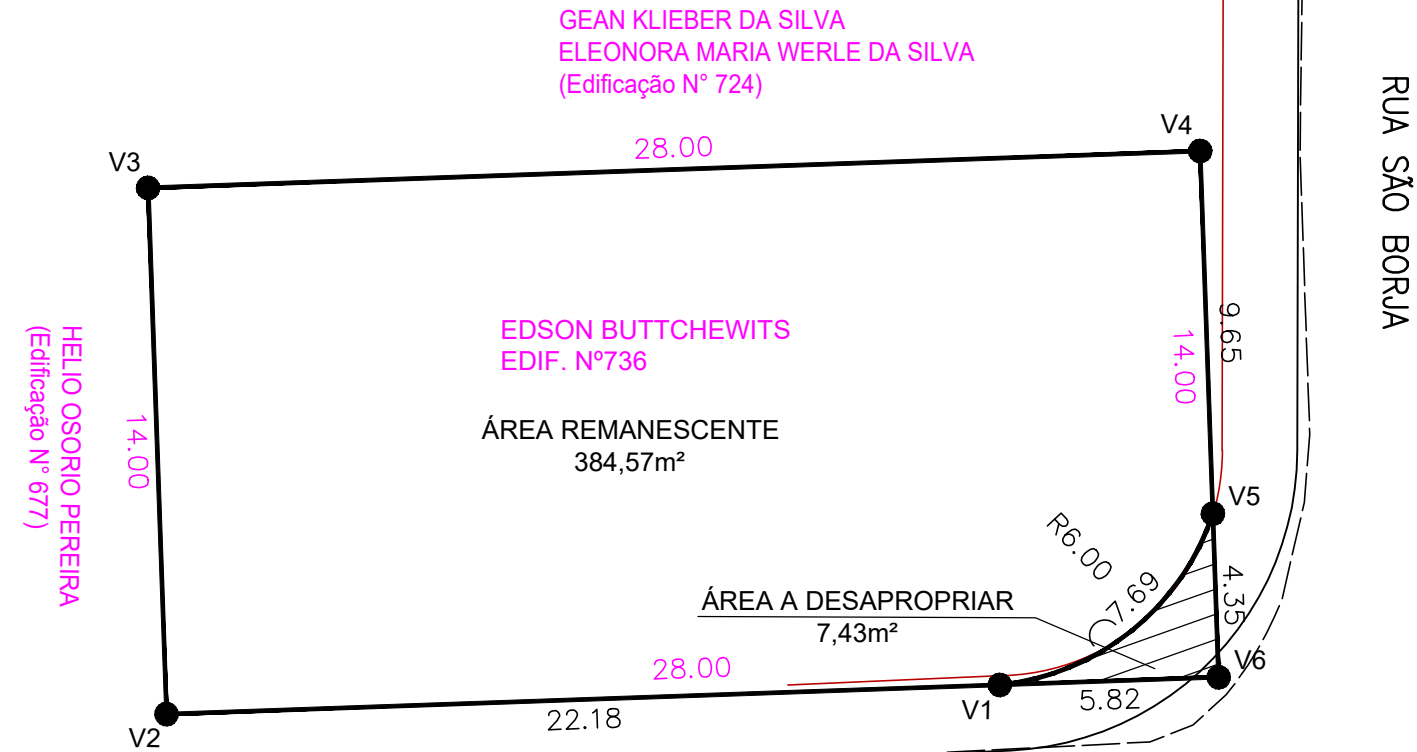 GEAN KLIEBER DA SILVA
ELEONORA MARIA WERLE DA SILVA
(Edificação N° 724)
RUA SÃO BORJA
V4
28.00
V3
9.65
14.00
EDSON BUTTCHEWITS
EDIF. Nº736
HELIO OSORIO PEREIRA
(Edificação N° 677)
14.00
ÁREA REMANESCENTE
384,57m²
V5
R6.00
7.69
4.35
ÁREA A DESAPROPRIAR
7,43m²
28.00
V6
5.82
V1
22.18
V2